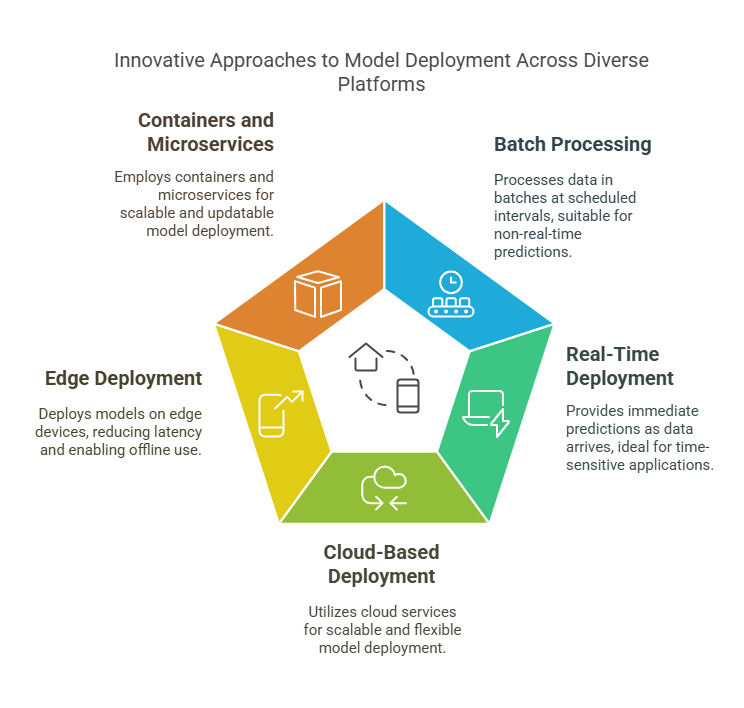 Innovative Approaches to Model Deployment Across Diverse
Platforms
Containers and
Microservices
Employs containers and
microservices for
scalable and updatable
model deployment.
Batch Processing
Processes data in
batches at scheduled
intervals, suitable for
non-real-time
predictions.
Edge Deployment
Deploys models on edge
devices, reducing latency
and enabling offline use.
Real-Time
Deployment
Provides immediate
predictions as data
arrives, ideal for time-
sensitive applications.
Cloud-Based
Deployment
Utilizes cloud services
for scalable and flexible
model deployment.